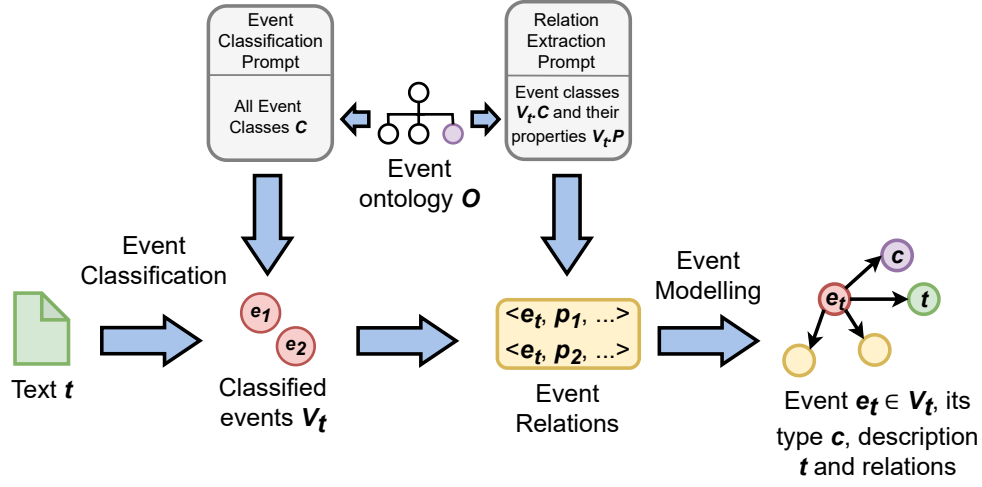 Event
Classification
Prompt
All Event
Classes C
Relation
Extraction
Prompt
Event classes
Vt.C and their
properties Vt.P
Event
ontology O
Event
Classification
Event
Modelling
Text t
e1
e2
Classified
events Vt
<et, p1, ...>
<et, p2, ...>
Event
Relations
c
et
t
Event et ∈ Vt, its
type c, description
t and relations